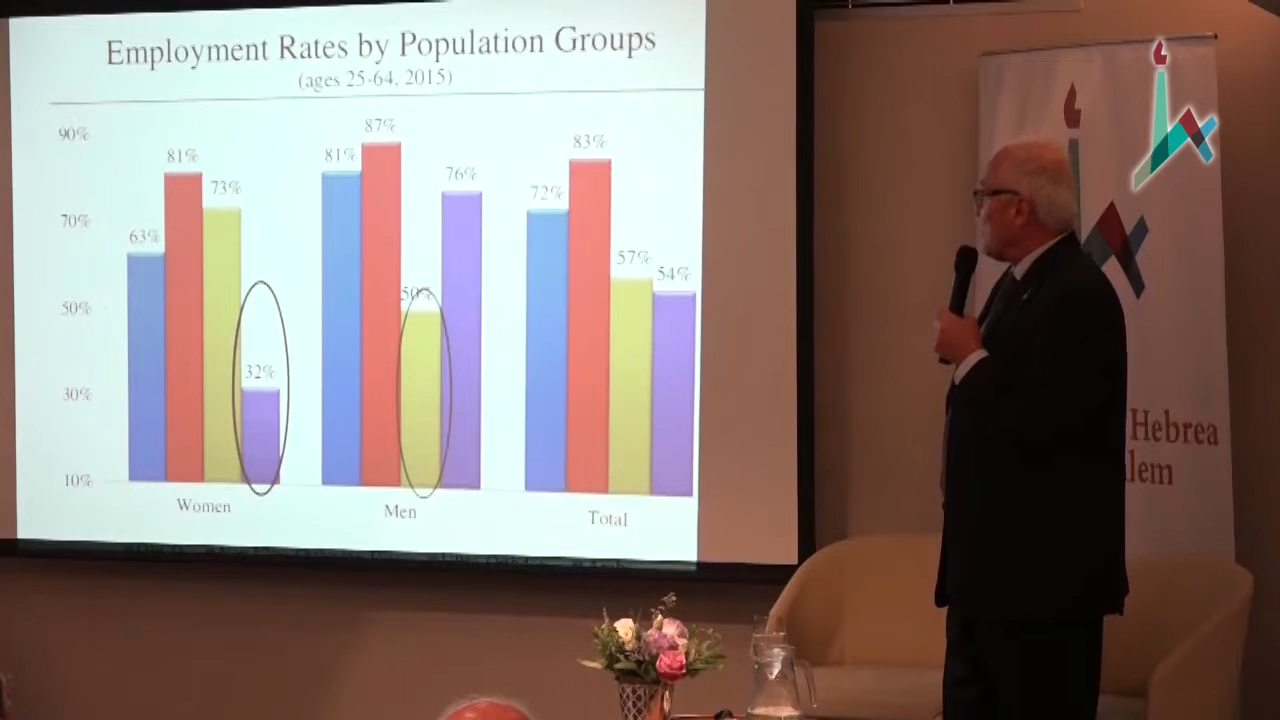 Employment Rates by Population Groups
(ages 25-64, 2015)
90%
70%
50%
30%
10%
63%
81%
73%
32%
81%
87%
50%
76%
72%
83%
57%
54%
Women
Men
Total
Hebrea
lem